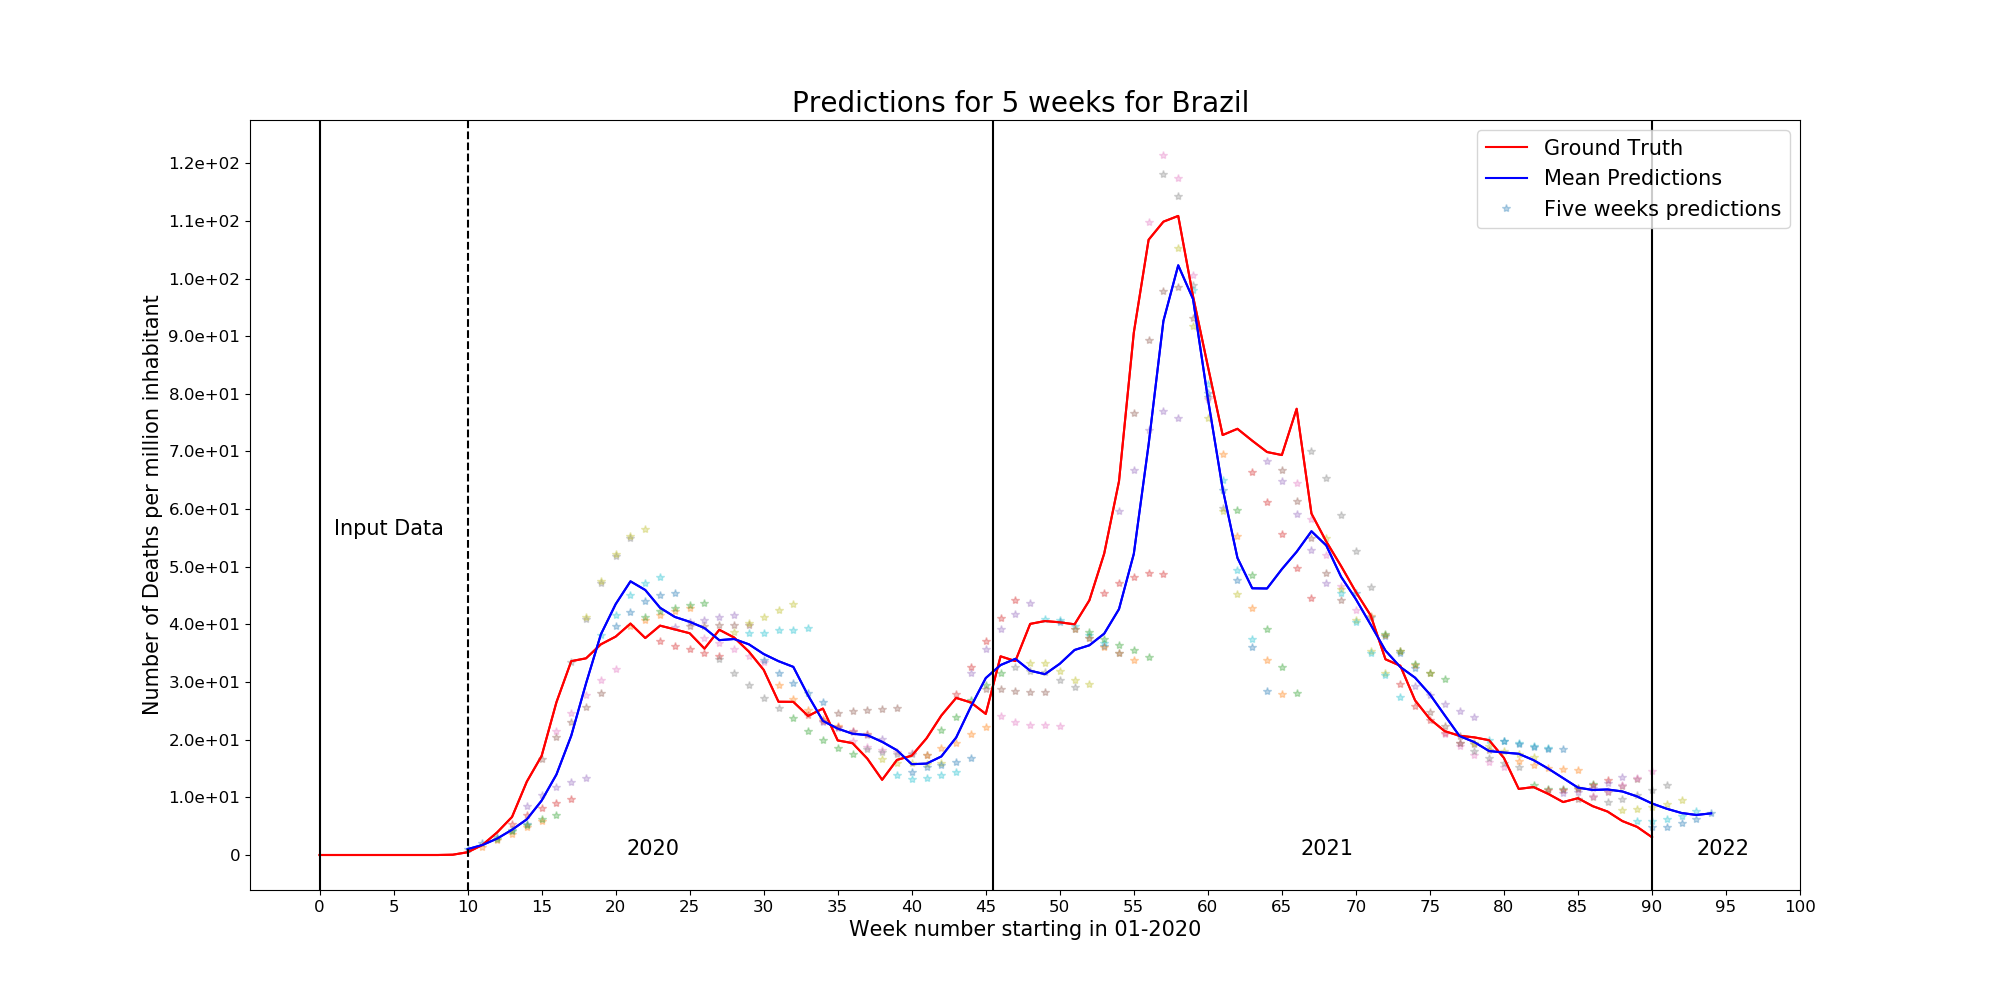 Predictions for 5 weeks for Brazil
Ground Truth
Mean Predictions
Five weeks predictions
Number of Deaths per million inhabitant
1.2e+02
1.1e+02
1.0e+02
9.0e+01
8.0e+01
7.0e+01
6.0e+01
5.0e+01
4.0e+01
3.0e+01
2.0e+01
1.0e+01
0
Input Data
2020 2021 2022
0 5 10 15 20 25 30 35 40 45 50 55 60 65 70 75 80 85 90 95 100
Week number starting in 01-2020